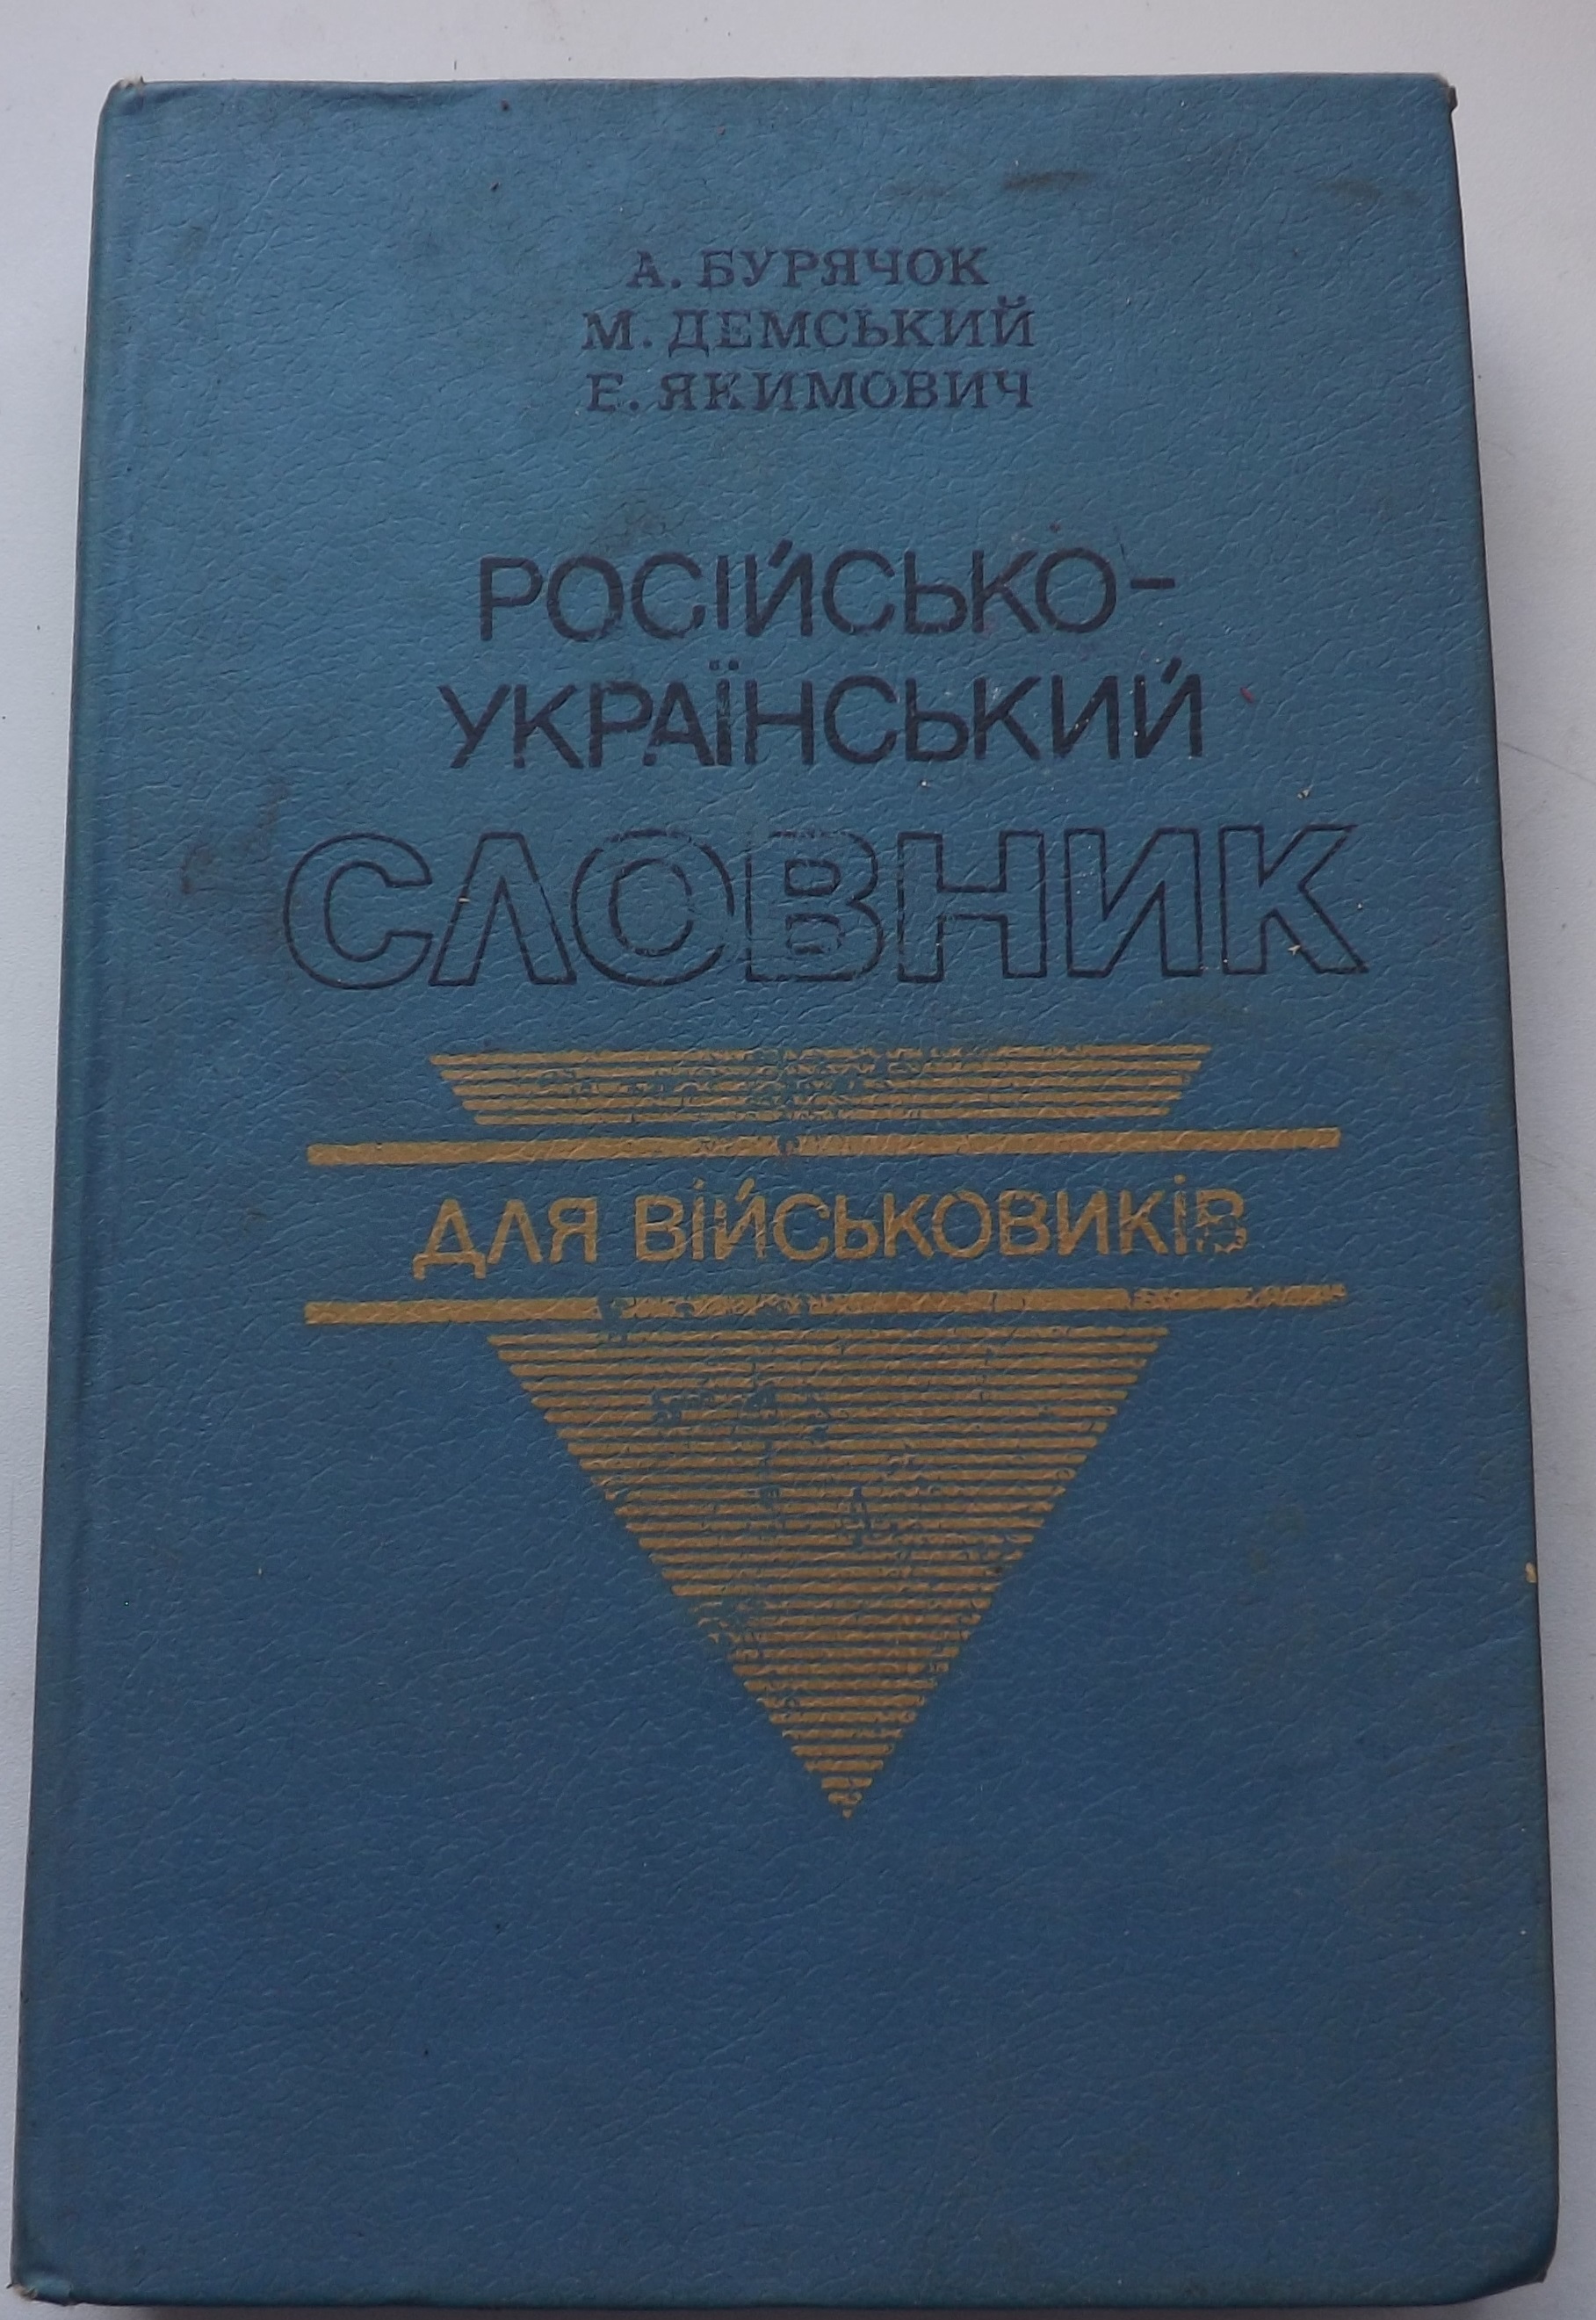 А. БУРЯЧОК
М. ДЕМСЬКИЙ
Е. ЯКИМОВИЧ
РОСІЙСЬКО-
УКРАЇНСЬКИЙ
СЛОВНИК
ДЛЯ ВІЙСЬКОВИКІВ